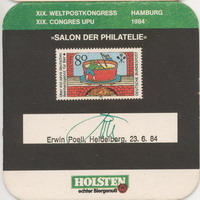 XIX. WELTPOSTKONGRESS HAMBURG
XIX. CONGRES UPU 1984
»SALON DER PHILATELIE«
80
Erwin Poell, Heidelberg, 23. 6. 84
HOLSTEN
echter Biergenuß